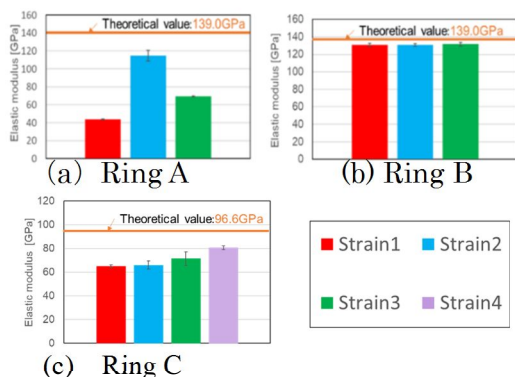 Theoretical value:139.0GPa
Elastic modulus [GPa]
160
140
120
100
80
60
40
20
0
(a) Ring A
Theoretical value:139.0GPa
Elastic modulus [GPa]
160
140
120
100
80
60
40
20
0
(b) Ring B
Theoretical value:96.6GPa
Elastic modulus [GPa]
120
100
80
60
40
20
0
(c) Ring C
Strain1 Strain2
Strain3 Strain4